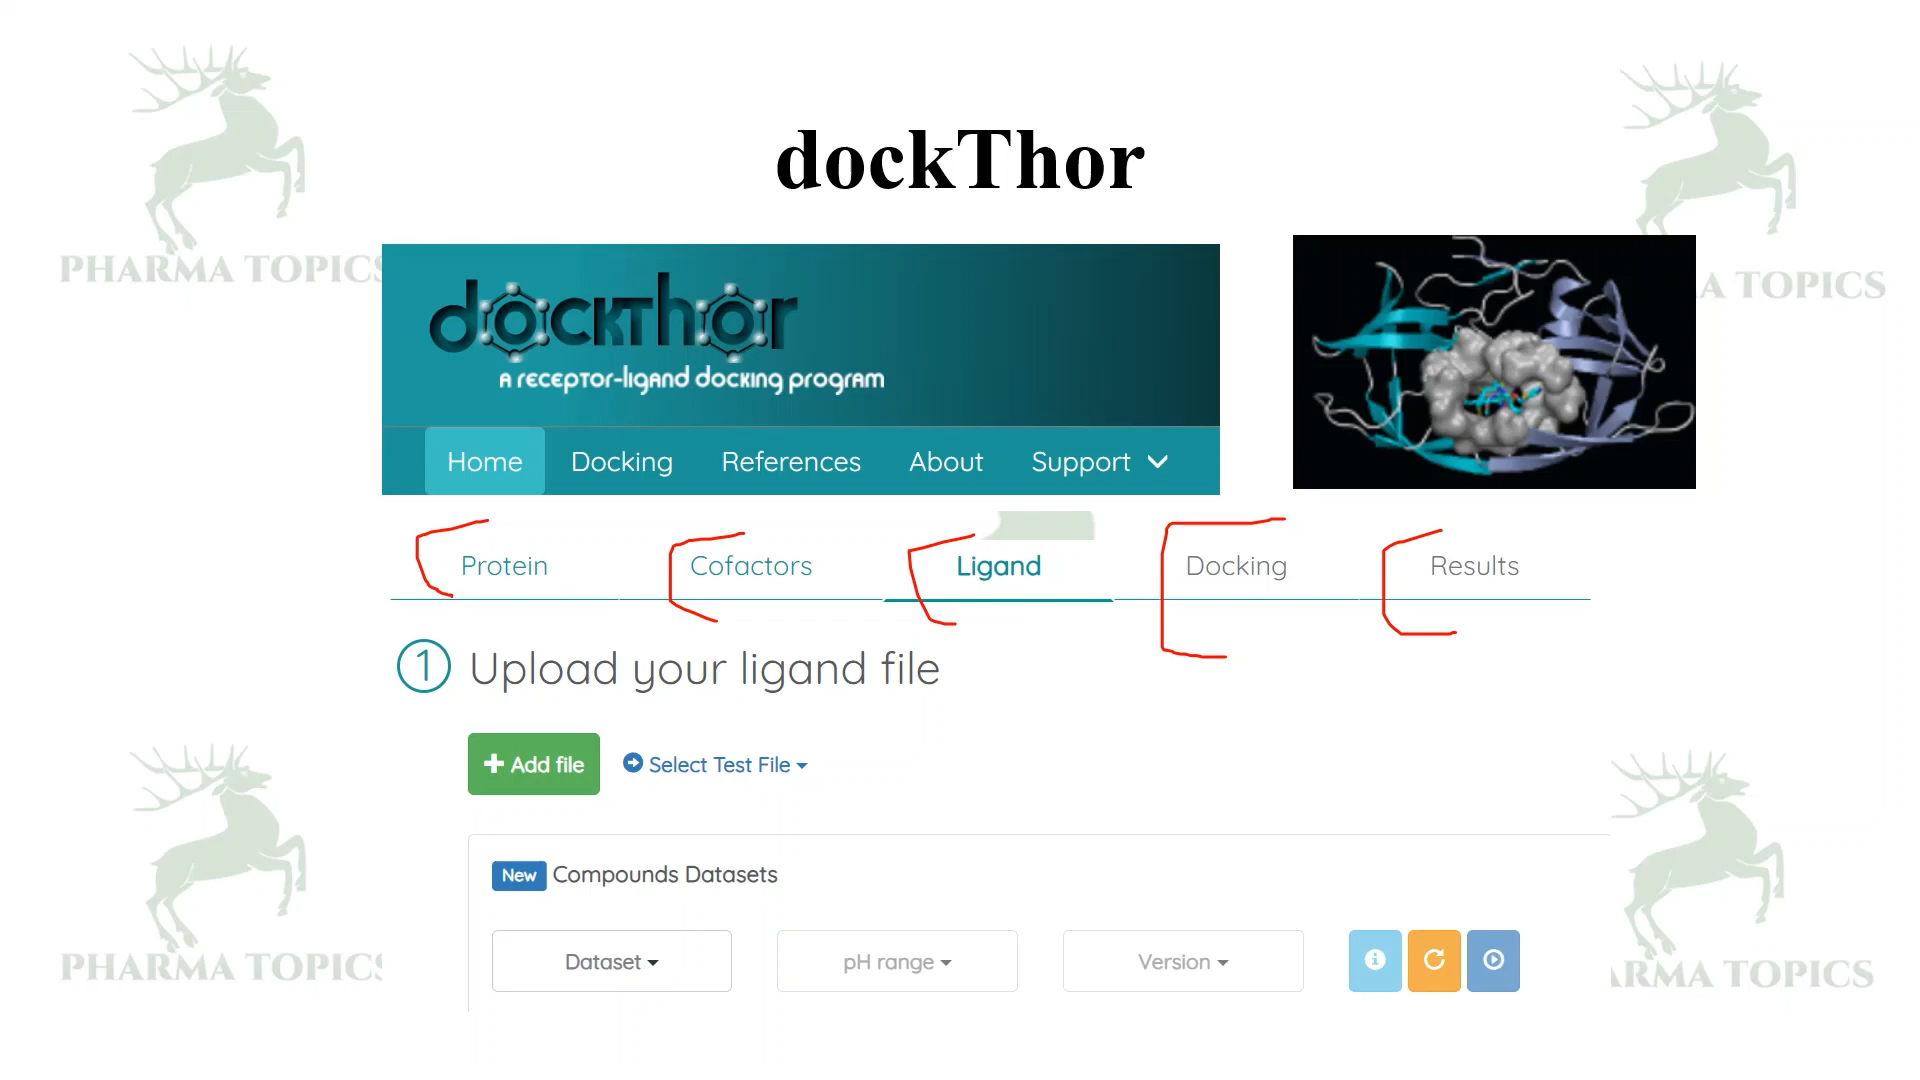 dockThor
PHARMA TOPICS
A TOPICS
dockThor
a receptor-ligand docking program
Home Docking References About Support
Protein Cofactors Ligand Docking Results
1 Upload your ligand file
Add file Select Test File
New Compounds Datasets
Dataset pH range Version
PHARMA TOPICS
ARMA TOPICS